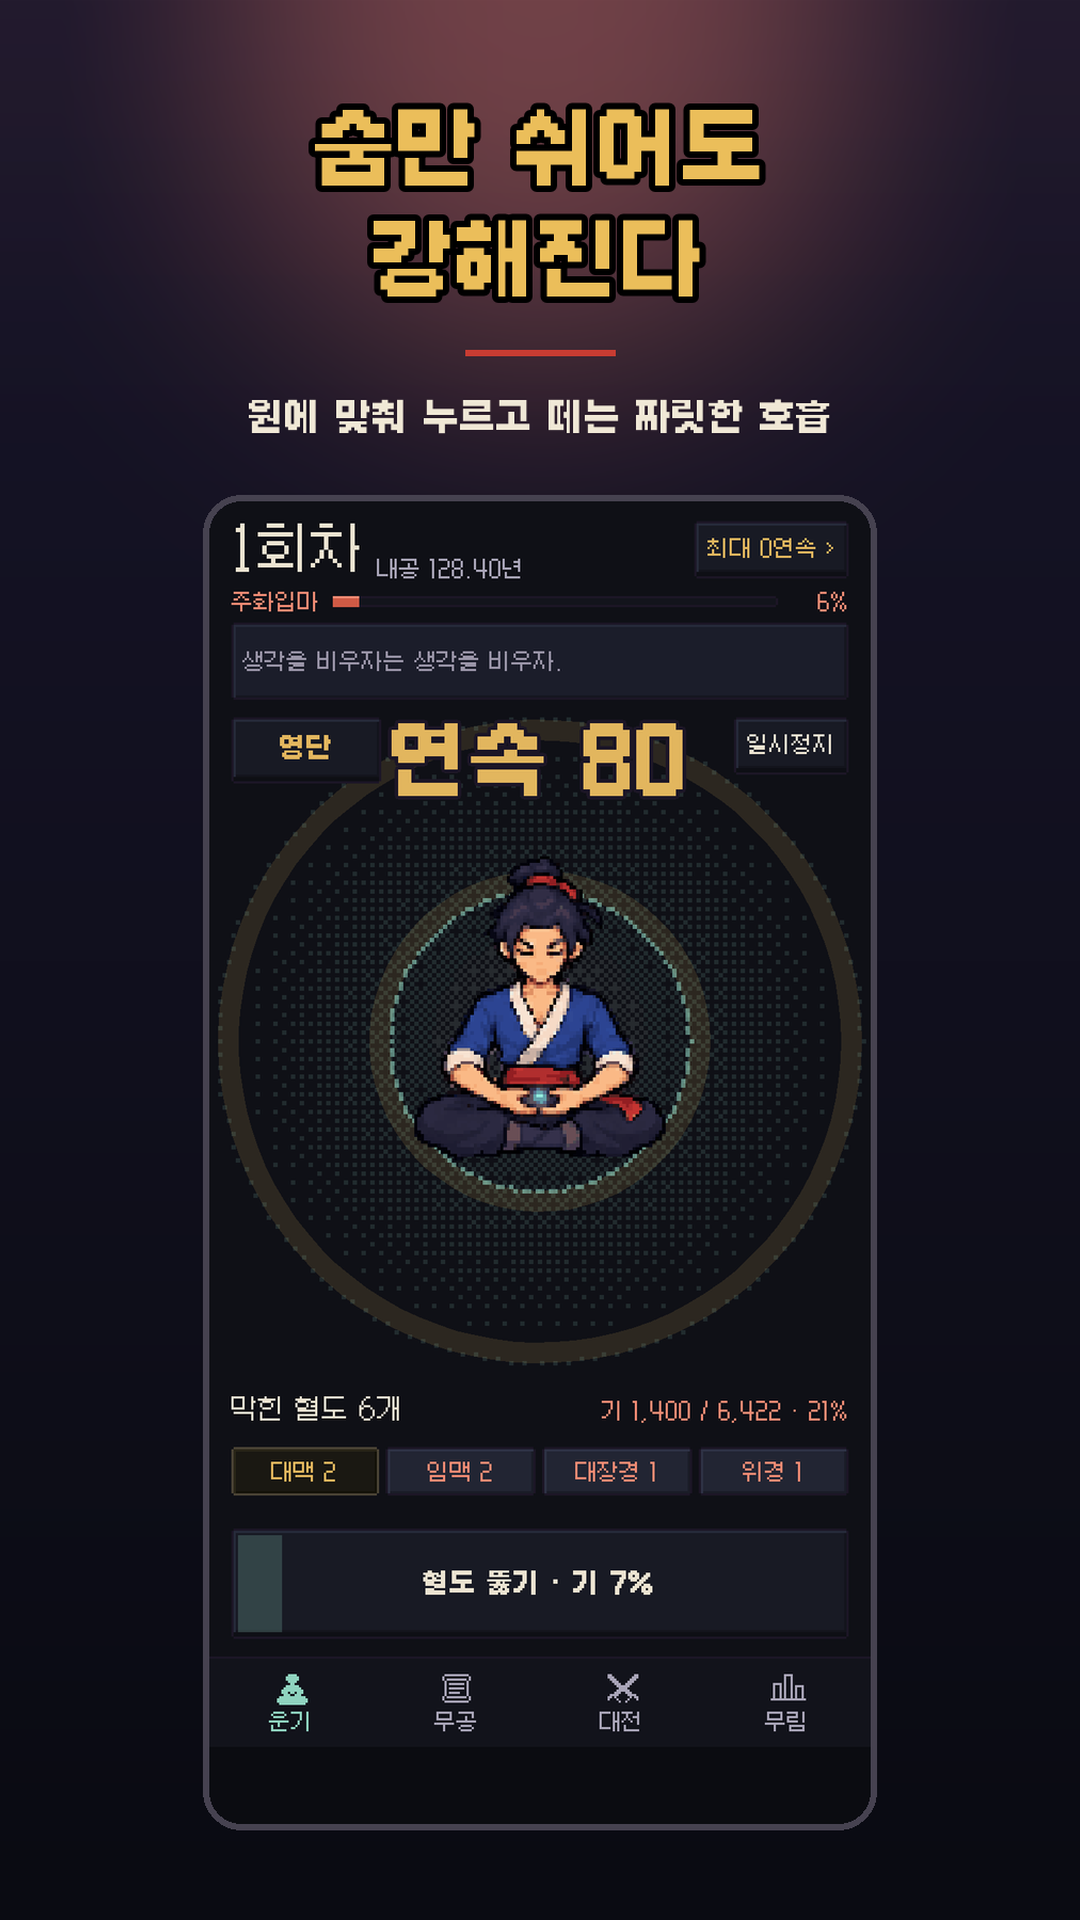 숨만 쉬어도
강해진다
원에 맞춰 누르고 떼는 짜릿한 호흡
1회차 내공 128.40년 최대 0연속 >
주화입마 6%
생각을 비우자는 생각을 비우자.
영단 연속 80 일시정지
막힌 혈도 6개 기 1,400 / 6,422 · 21%
대맥 2 임맥 2 대장경 1 위경 1
혈도 뚫기 · 기 7%
운기 무공 대전 무림